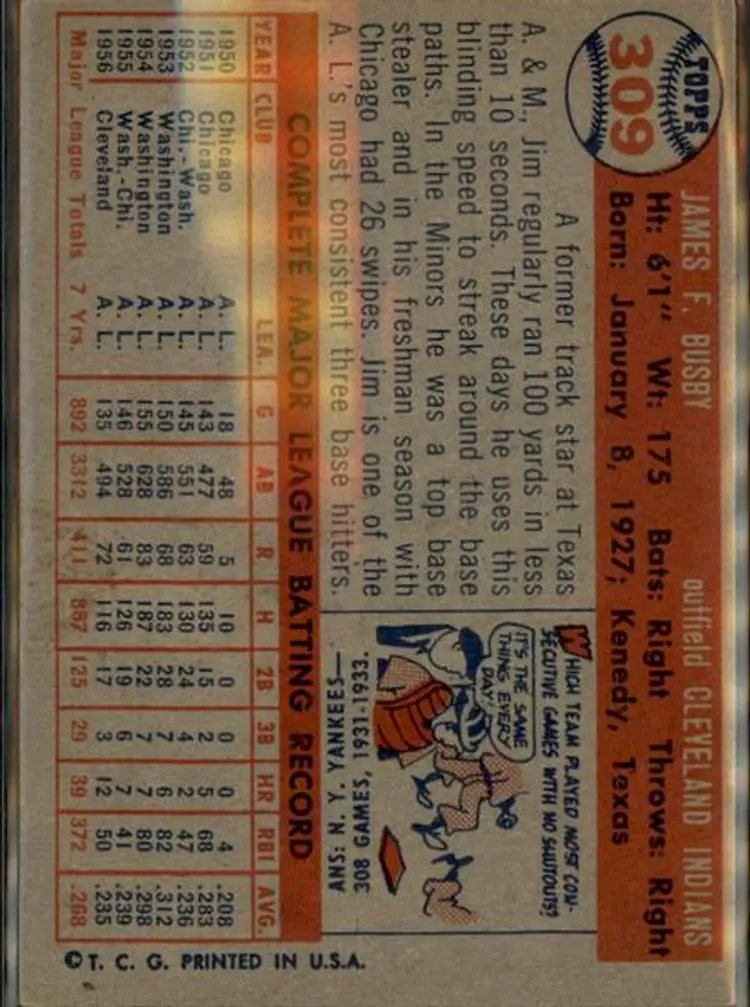 TOPPS
309
JAMES F. BUSBY outfield CLEVELAND INDIANS
Ht: 6'1" Wt: 175 Bats: Right Throws: Right
Born: January 8, 1927; Kenedy, Texas
A former track star at Texas
A. & M., Jim regularly ran 100 yards in less
than 10 seconds. These days he uses this
blinding speed to streak around the base
paths. In the Minors he was a top base
stealer and in his freshman season with
Chicago had 26 swipes. Jim is one of the
A. L.'s most consistent three base hitters.
WHICH TEAM PLAYED MOST CON-
SECUTIVE GAMES WITH NO SHUTOUTS?
IT'S THE SAME
THING EVERY
DAY!
ANS: N. Y. YANKEES—
308 GAMES, 1931-1933.
COMPLETE MAJOR LEAGUE BATTING RECORD
YEAR CLUB LEA. G AB R H 2B 3B HR RBI AVG.
1950 Chicago A. L. 18 48 5 10 0 0 0 4 .208
1951 Chicago A. L. 143 477 59 135 15 2 5 68 .283
1952 Chi.-Wash. A. L. 145 551 63 130 24 4 2 47 .236
1953 Washington A. L. 150 586 68 183 28 7 6 82 .312
1954 Washington A. L. 155 628 83 187 22 7 7 80 .298
1955 Wash.-Chi. A. L. 146 528 61 126 19 6 7 41 .239
1956 Cleveland A. L. 135 494 72 116 17 3 12 50 .235
Major League Totals 7 Yrs. 892 3312 411 887 125 29 39 372 .268
© T. C. G. PRINTED IN U.S.A.